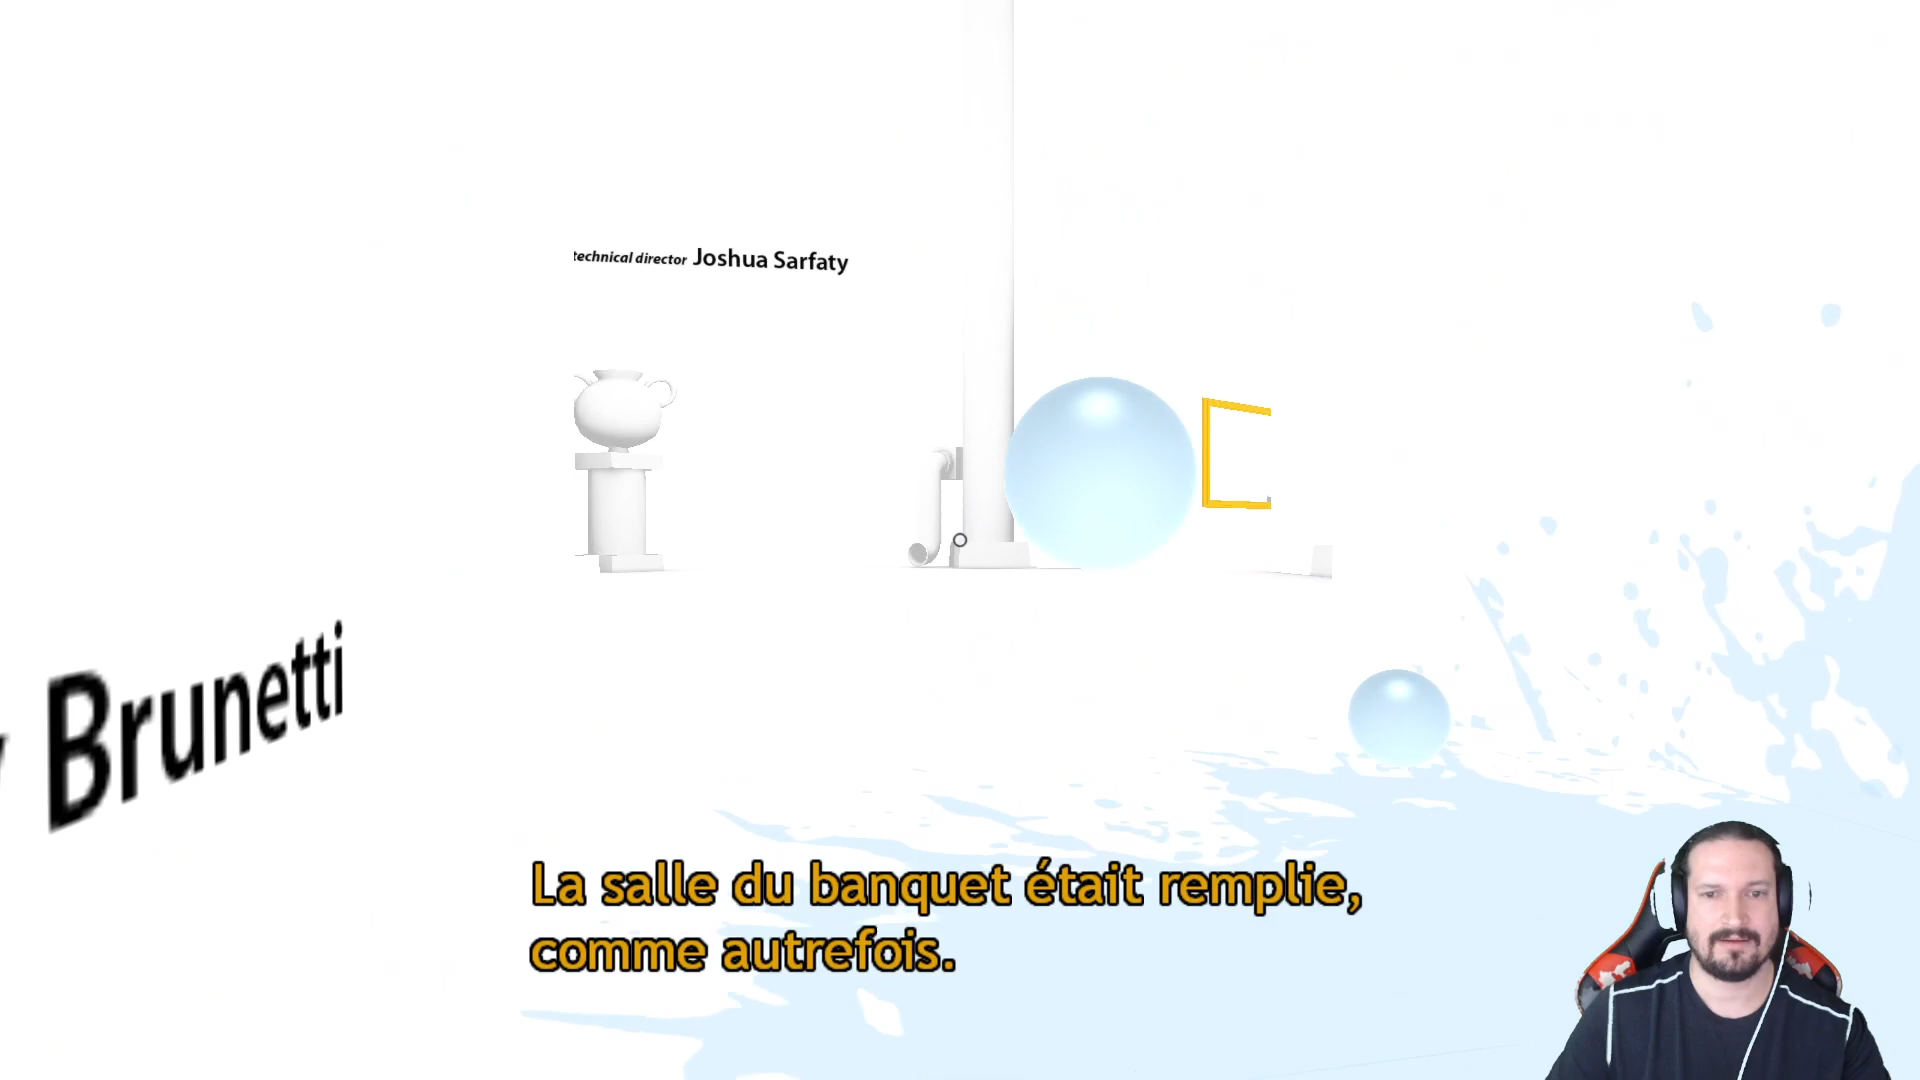 technical director Joshua Sarfaty
Brunetti
La salle du banquet était remplie,
comme autrefois.